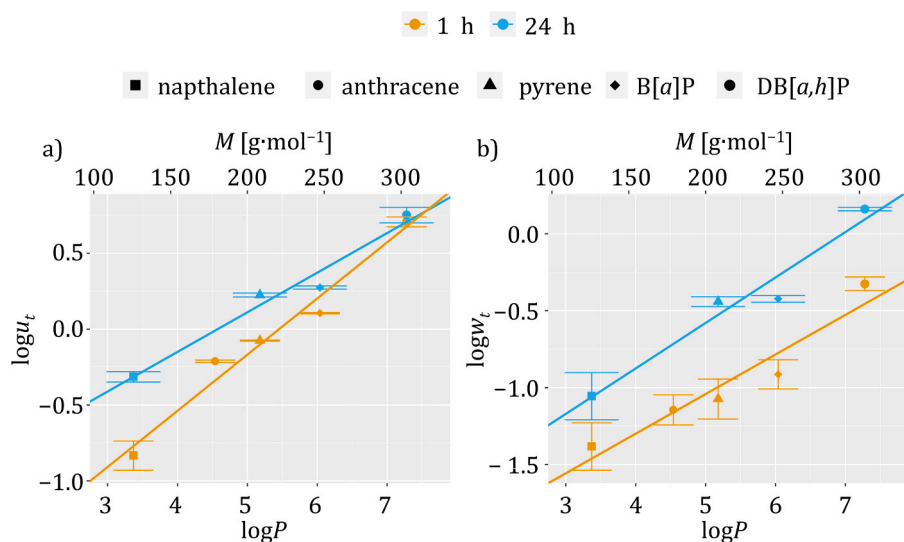 1 h 24 h
napthalene anthracene pyrene B[a]P DB[a,h]P
a) M [g·mol⁻¹]
100 150 200 250 300
logu_t
0.5
0.0
−0.5
−1.0
3 4 5 6 7
logP
b) M [g·mol⁻¹]
100 150 200 250 300
logw_t
0.0
−0.5
−1.0
− 1.5
3 4 5 6 7
logP